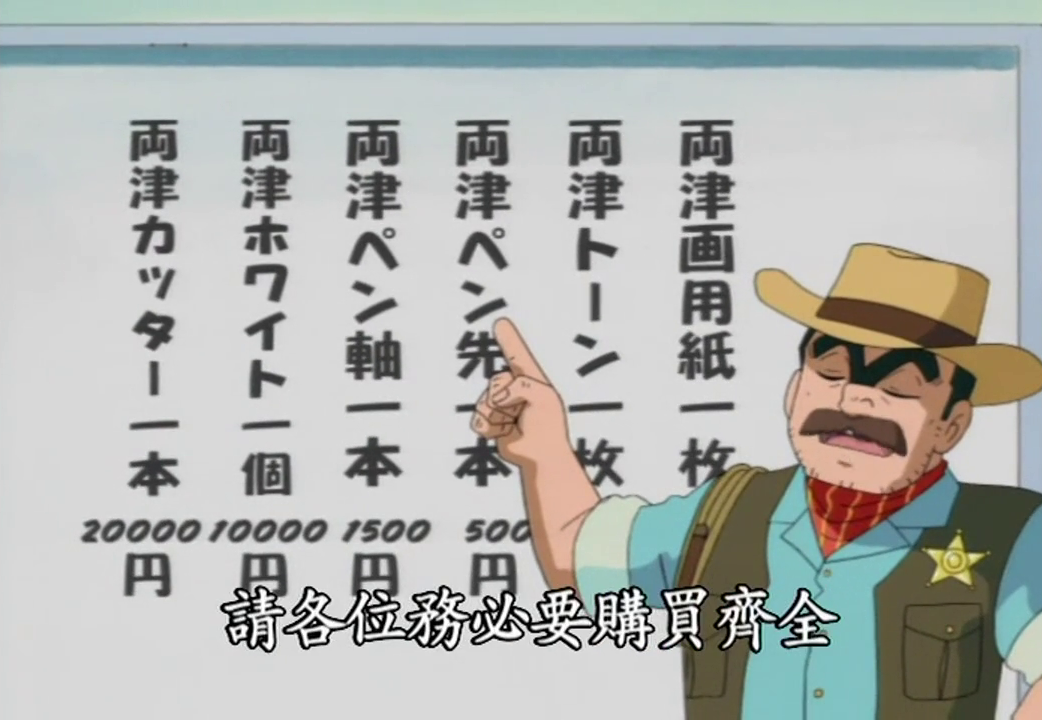 両津画用紙一枚
両津トーン一枚
両津ペン先一本
500
円
両津ペン軸一本
1500
円
両津ホワイト一個
10000
円
両津カッター一本
20000
円
請各位務必要購買齊全